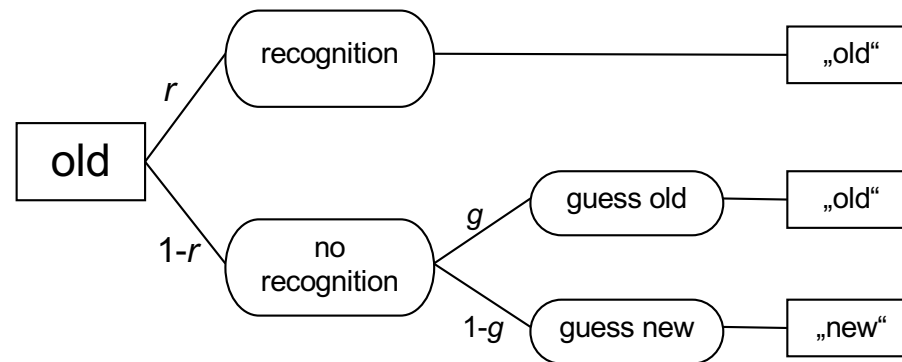 recognition
„old“
r
old
1-r
no
recognition
g
guess old
„old“
1-g
guess new
„new“